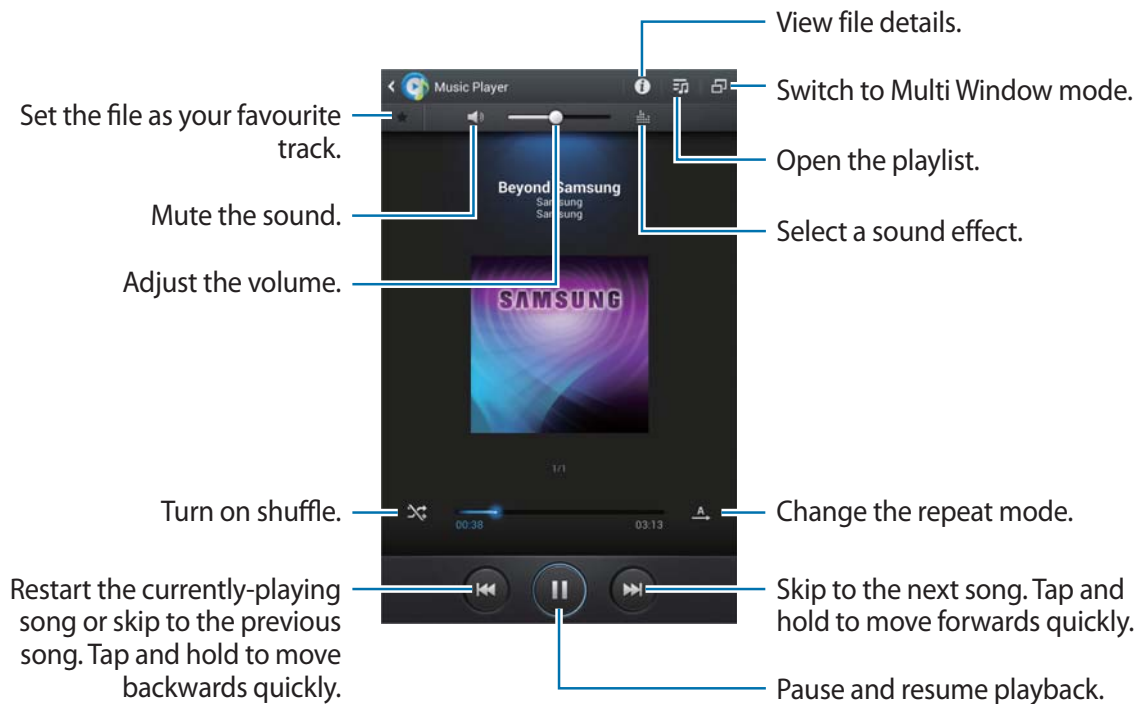 View file details.
Music Player
Switch to Multi Window mode.
Set the file as your favourite
track.
Open the playlist.
Beyond Samsung
Samsung
Samsung
Mute the sound.
Select a sound effect.
Adjust the volume.
SAMSUNG
1/1
Turn on shuffle.
00:38
03:13
A
Change the repeat mode.
Restart the currently-playing
song or skip to the previous
song. Tap and hold to move
backwards quickly.
Skip to the next song. Tap and
hold to move forwards quickly.
Pause and resume playback.